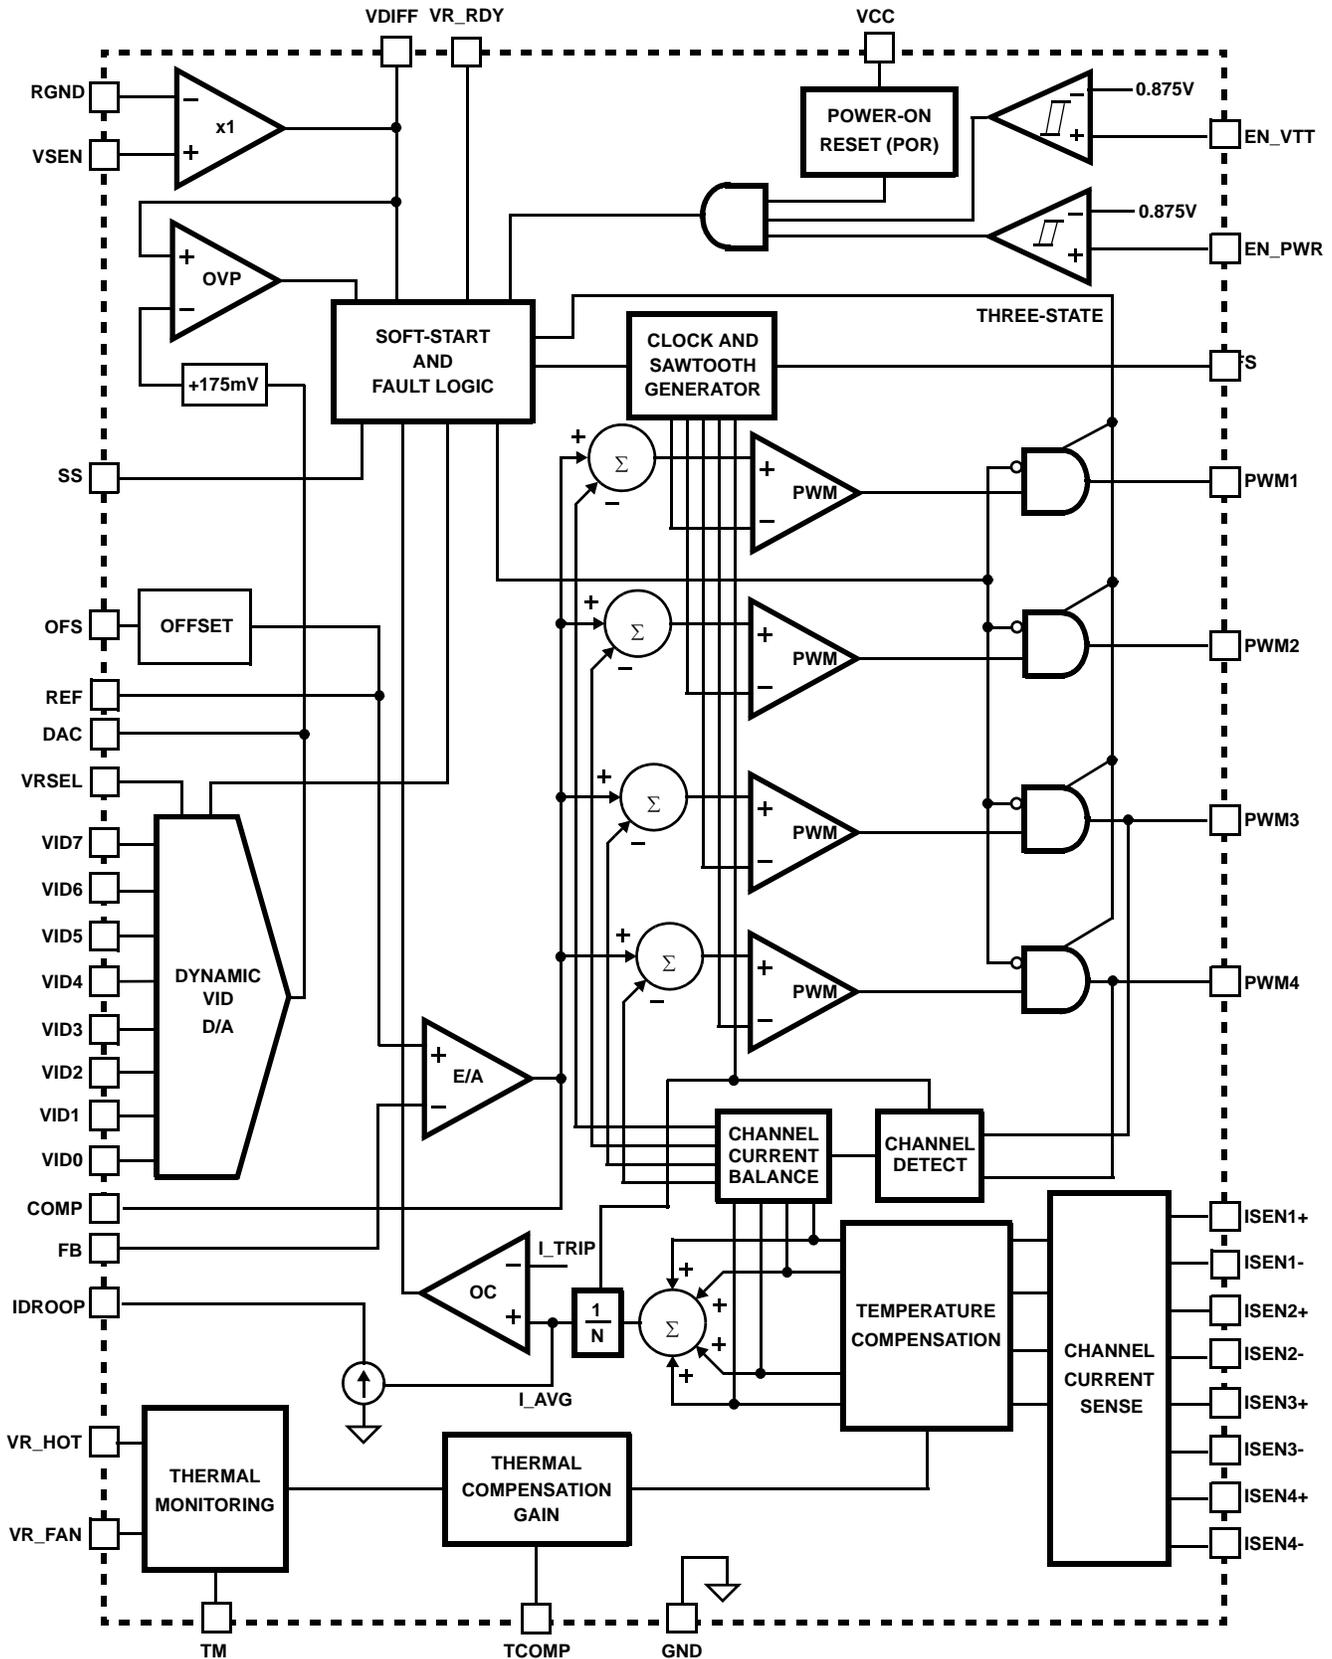 VDIFF VR_RDY VCC
RGND
VSEN
x1
POWER-ON
RESET (POR)
0.875V
EN_VTT
0.875V
EN_PWR
OVP
+175mV
SOFT-START
AND
FAULT LOGIC
CLOCK AND
SAWTOOTH
GENERATOR
THREE-STATE
FS
SS
Σ
PWM
PWM1
OFS
OFFSET
Σ
PWM
PWM2
REF
DAC
VRSEL
Σ
PWM
PWM3
VID7
VID6
VID5
VID4
VID3
VID2
VID1
VID0
DYNAMIC
VID
D/A
Σ
PWM
PWM4
E/A
CHANNEL
CURRENT
BALANCE
CHANNEL
DETECT
COMP
FB
IDROOP
I_TRIP
OC
1
N
Σ
I_AVG
TEMPERATURE
COMPENSATION
CHANNEL
CURRENT
SENSE
ISEN1+
ISEN1-
ISEN2+
ISEN2-
ISEN3+
ISEN3-
ISEN4+
ISEN4-
VR_HOT
VR_FAN
THERMAL
MONITORING
THERMAL
COMPENSATION
GAIN
TM
TCOMP
GND